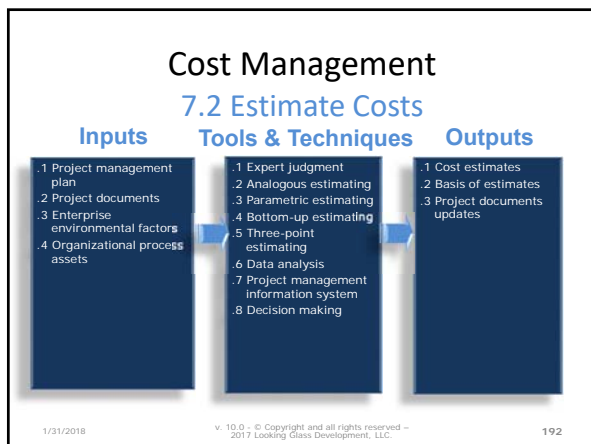 Cost Management
7.2 Estimate Costs
Inputs
.1 Project management
plan
.2 Project documents
.3 Enterprise
environmental factors
.4 Organizational process
assets
Tools & Techniques
.1 Expert judgment
.2 Analogous estimating
.3 Parametric estimating
.4 Bottom-up estimating
.5 Three-point
estimating
.6 Data analysis
.7 Project management
information system
.8 Decision making
Outputs
.1 Cost estimates
.2 Basis of estimates
.3 Project documents
updates
1/31/2018
v. 10.0 - © Copyright and all rights reserved –
2017 Looking Glass Development, LLC.
192